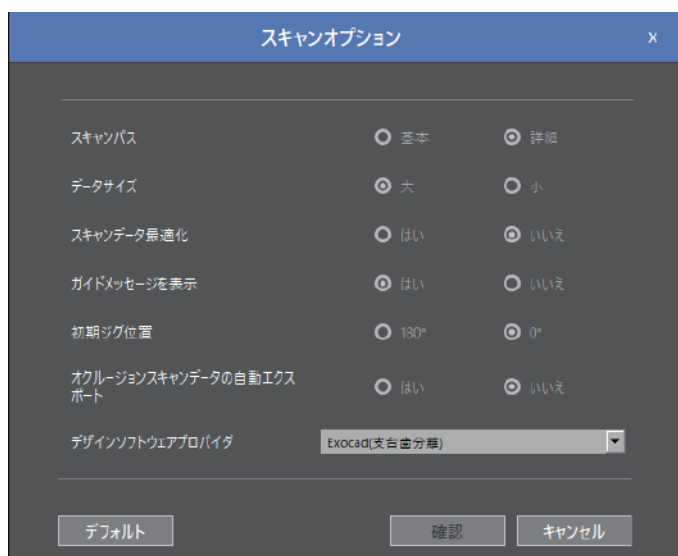 スキャンオプション X
スキャンパス 基本 詳細
データサイズ 大 小
スキャンデータ最適化 はい いいえ
ガイドメッセージを表示 はい いいえ
初期ジグ位置 180° 0°
オクルージョンスキャンデータの自動エクス
ポート はい いいえ
デザインソフトウェアプロバイダ Exocad(支台歯分離)
デフォルト 確認 キャンセル